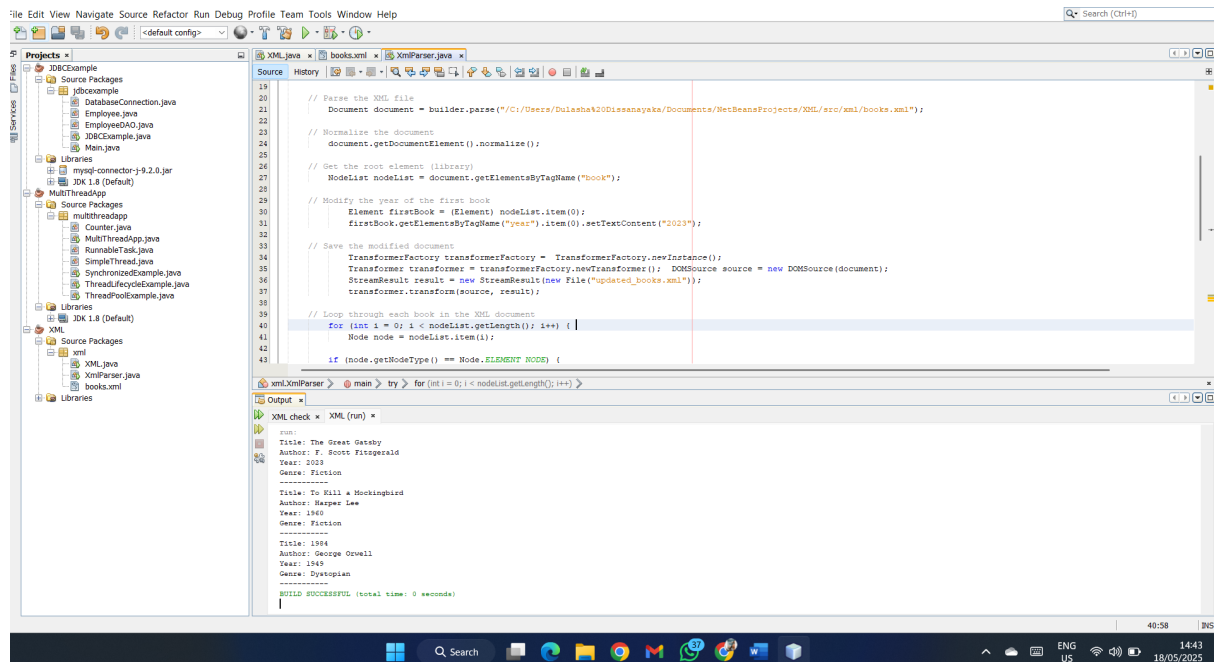 File Edit View Navigate Source Refactor Run Debug Profile Team Tools Window Help
Search (Ctrl+I)
<default config>
Projects
XML.java books.xml XmlParser.java
Files
Services
JDBCExample
Source Packages
jdbcexample
DatabaseConnection.java
Employee.java
EmployeeDAO.java
JDBCExample.java
Main.java
Libraries
mysql-connector-j-9.2.0.jar
JDK 1.8 (Default)
MultiThreadApp
Source Packages
multithreadapp
Counter.java
MultiThreadApp.java
RunnableTask.java
SimpleThread.java
SynchronizedExample.java
ThreadLifecycleExample.java
ThreadPoolExample.java
Libraries
JDK 1.8 (Default)
XML
Source Packages
xml
XML.java
XmlParser.java
books.xml
Libraries
Source History
19
20 // Parse the XML file
21 Document document = builder.parse("/C:/Users/Dulasha%20Dissanayaka/Documents/NetBeansProjects/XML/src/xml/books.xml");
22
23 // Normalize the document
24 document.getDocumentElement().normalize();
25
26 // Get the root element (library)
27 NodeList nodeList = document.getElementsByTagName("book");
28
29 // Modify the year of the first book
30 Element firstBook = (Element) nodeList.item(0);
31 firstBook.getElementsByTagName("year").item(0).setTextContent("2023");
32
33 // Save the modified document
34 TransformerFactory transformerFactory = TransformerFactory.newInstance();
35 Transformer transformer = transformerFactory.newTransformer(); DOMSource source = new DOMSource(document);
36 StreamResult result = new StreamResult(new File("updated_books.xml"));
37 transformer.transform(source, result);
38
39 // Loop through each book in the XML document
40 for (int i = 0; i < nodeList.getLength(); i++) {
41 Node node = nodeList.item(i);
42
43 if (node.getNodeType() == Node.ELEMENT_NODE) {
xml.XmlParser main try for (int i = 0; i < nodeList.getLength(); i++)
Output
XML check XML (run)
run:
Title: The Great Gatsby
Author: F. Scott Fitzgerald
Year: 2023
Genre: Fiction
-----------
Title: To Kill a Mockingbird
Author: Harper Lee
Year: 1960
Genre: Fiction
-----------
Title: 1984
Author: George Orwell
Year: 1949
Genre: Dystopian
-----------
BUILD SUCCESSFUL (total time: 0 seconds)
40:58 INS
Search
37
ENG
US
14:43
18/05/2025